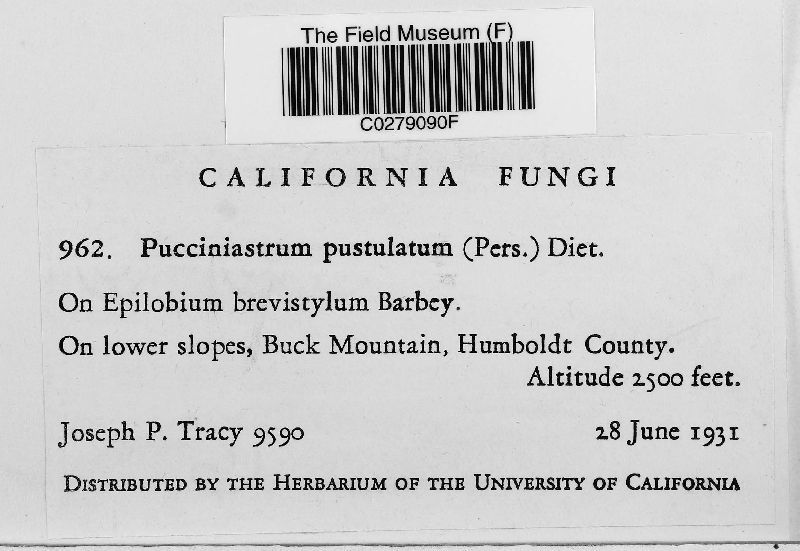 The Field Museum (F)
C0279090F
CALIFORNIA FUNGI
962. Pucciniastrum pustulatum (Pers.) Diet.
On Epilobium brevistylum Barbey.
On lower slopes, Buck Mountain, Humboldt County.
Altitude 2500 feet.
Joseph P. Tracy 9590 28 June 1931
DISTRIBUTED BY THE HERBARIUM OF THE UNIVERSITY OF CALIFORNIA